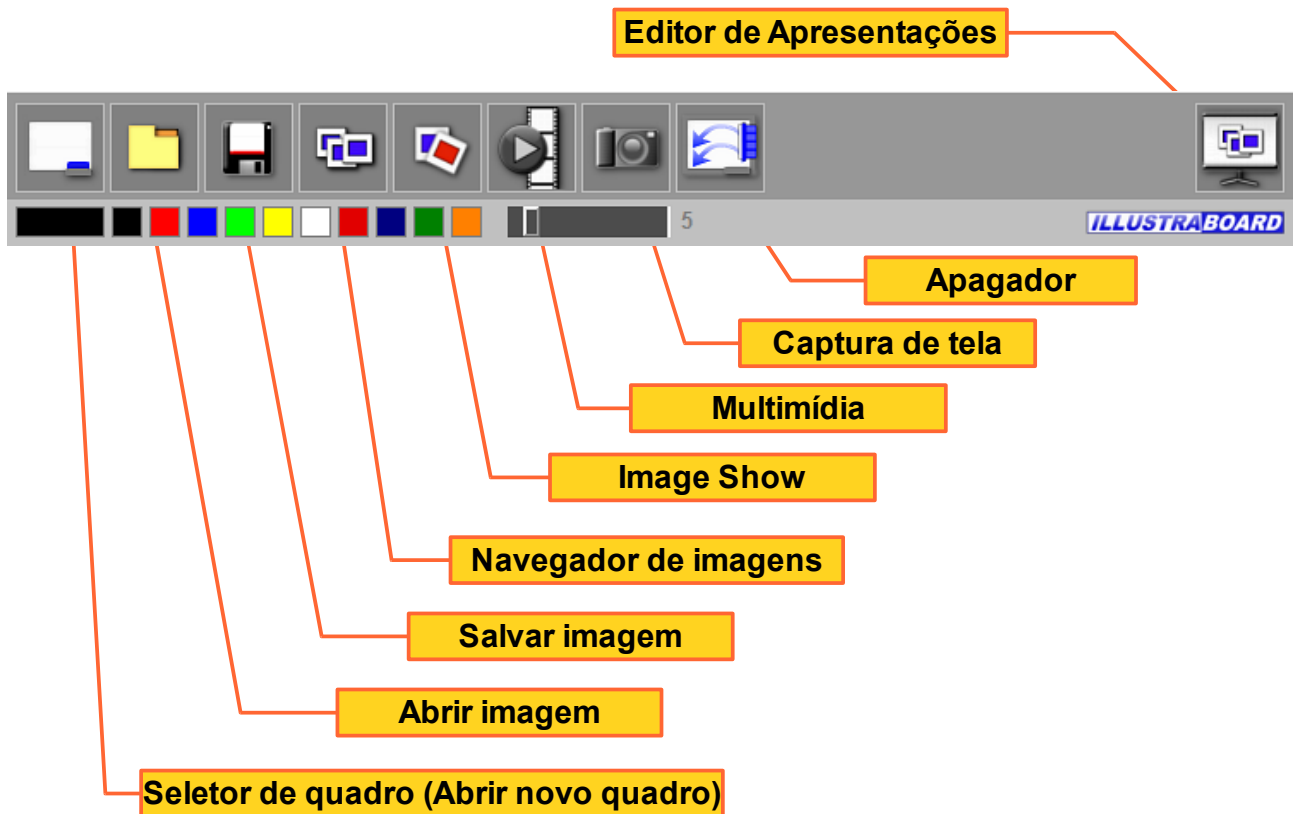 Editor de Apresentações
5
ILLUSTRABOARD
Apagador
Captura de tela
Multimídia
Image Show
Navegador de imagens
Salvar imagem
Abrir imagem
Seletor de quadro (Abrir novo quadro)